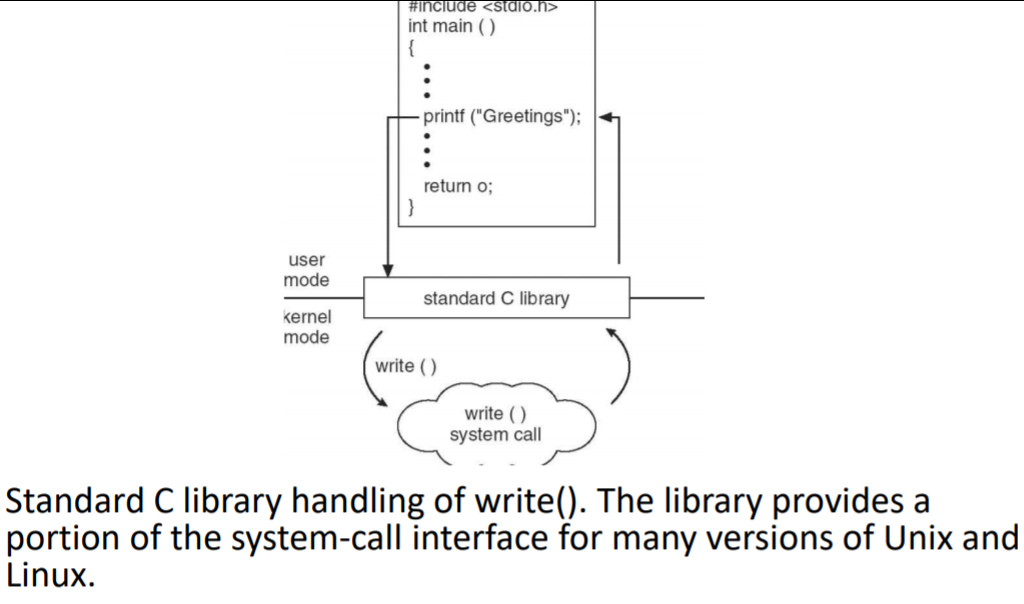 #include <stdio.h>
int main ( )
{
printf ("Greetings");
return o;
}
user
mode
standard C library
kernel
mode
write ( )
write ( )
system call
Standard C library handling of write(). The library provides a
portion of the system-call interface for many versions of Unix and
Linux.